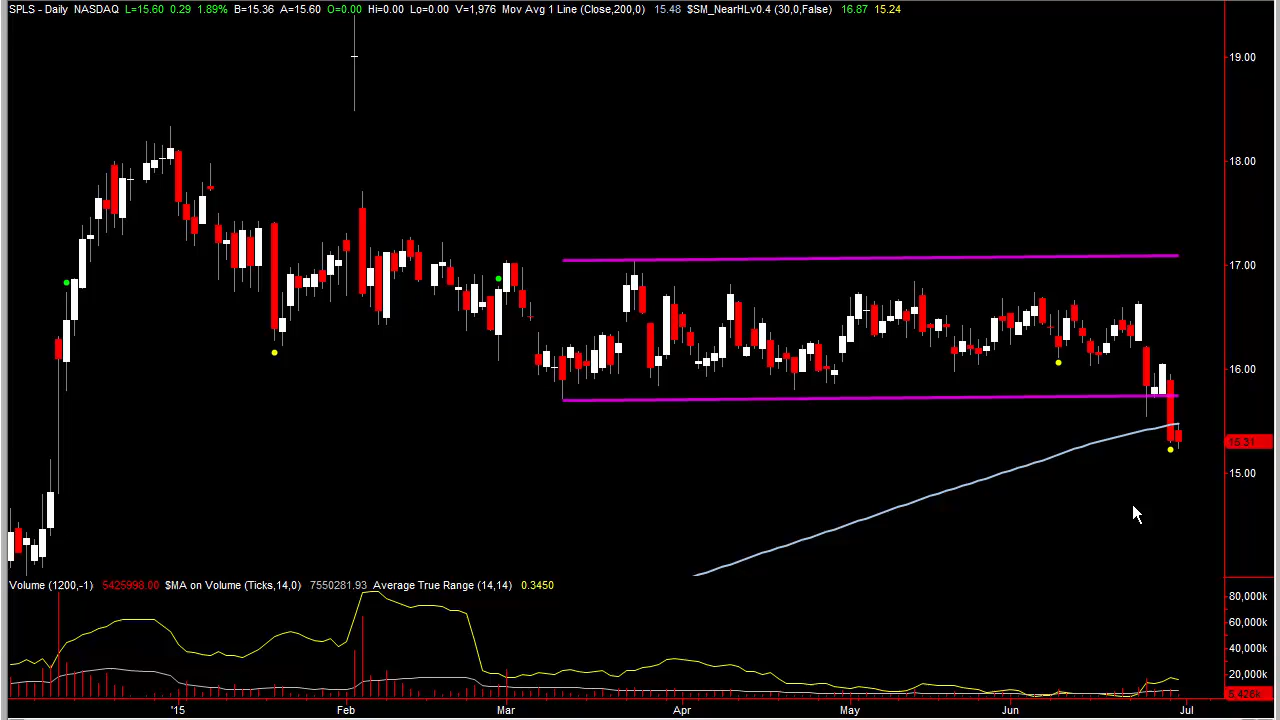 SPLS - Daily NASDAQ L=15.60 0.29 1.89% B=15.36 A=15.60 O=0.00 Hi=0.00 Lo=0.00 V=1,976 Mov Avg 1 Line (Close,200,0) 15.48 $SM_NearHLv0.4 (30,0,False) 16.87 15.24
19.00
18.00
17.00
16.00
15.31
15.00
Volume (1200,-1) 5425998.00 $MA on Volume (Ticks,14,0) 7550281.93 Average True Range (14,14) 0.3450
80,000k
60,000k
40,000k
20,000k
5,426k
'15 Feb Mar Apr May Jun Jul